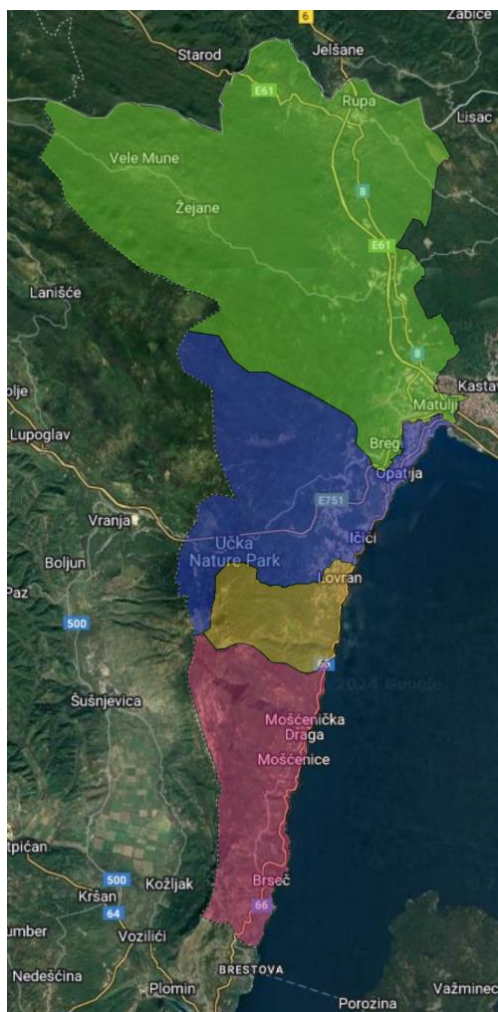 Zabiče
6
Starod
Jelšane
E61
Rupa
Lisac
Vele Mune
8
Žejane
E61
Lanišće
8
olje
Kastav
Matulji
Lupoglav
Breg
Opatija
E751
Vranja
Ičići
Učka
Nature Park
Boljun
Lovran
Paz
500
66
2024 Google
Šušnjevica
Mošćenička
Draga
Mošćenice
tpićan
500
Kožljak
Brseč
Kršan
64
66
umber
Vozilići
BRESTOVA
Nedešćina
Plomin
Važminec
Porozina